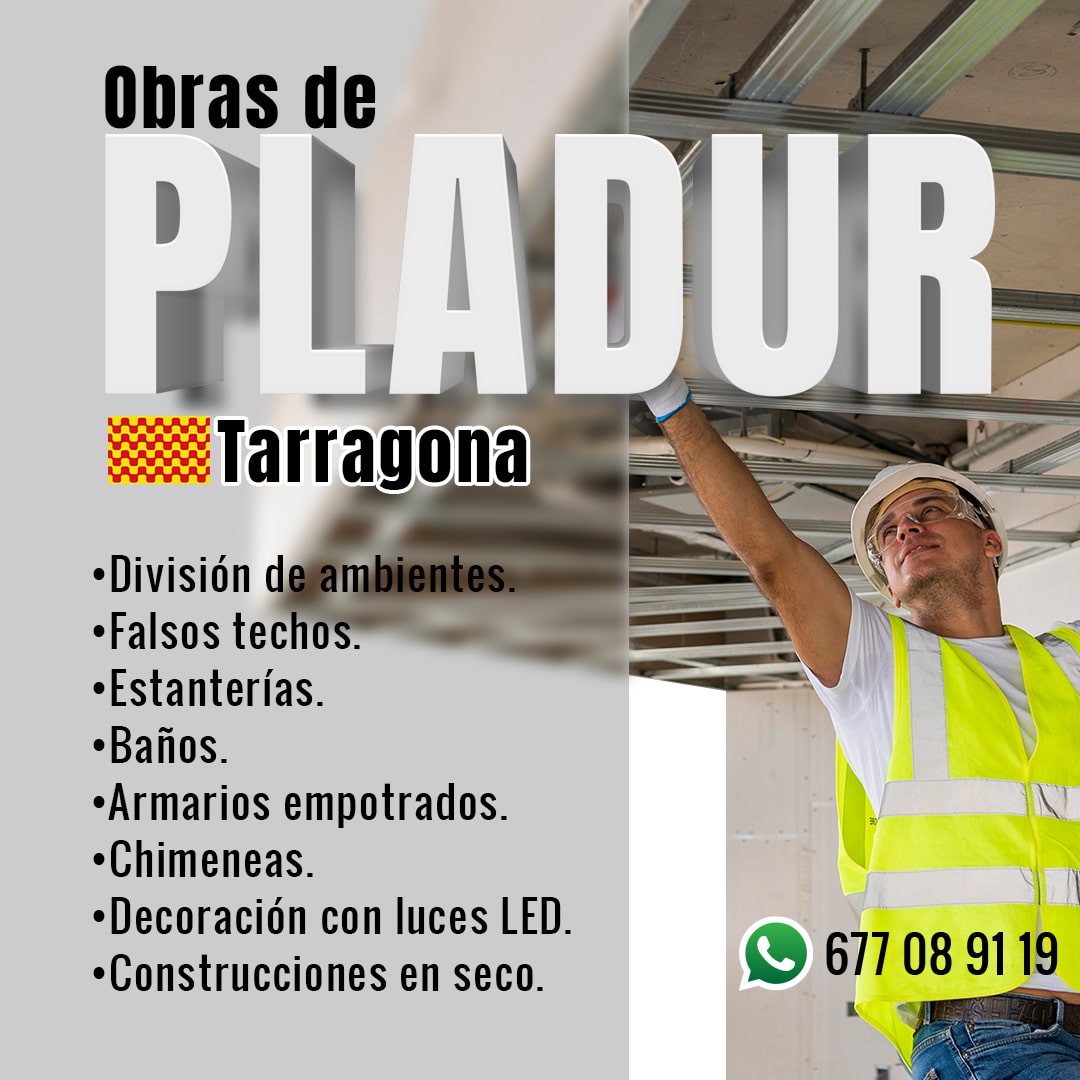 Obras de
PLADUR
Tarragona
•División de ambientes.
•Falsos techos.
•Estanterías.
•Baños.
•Armarios empotrados.
•Chimeneas.
•Decoración con luces LED.
•Construcciones en seco.
677 08 91 19